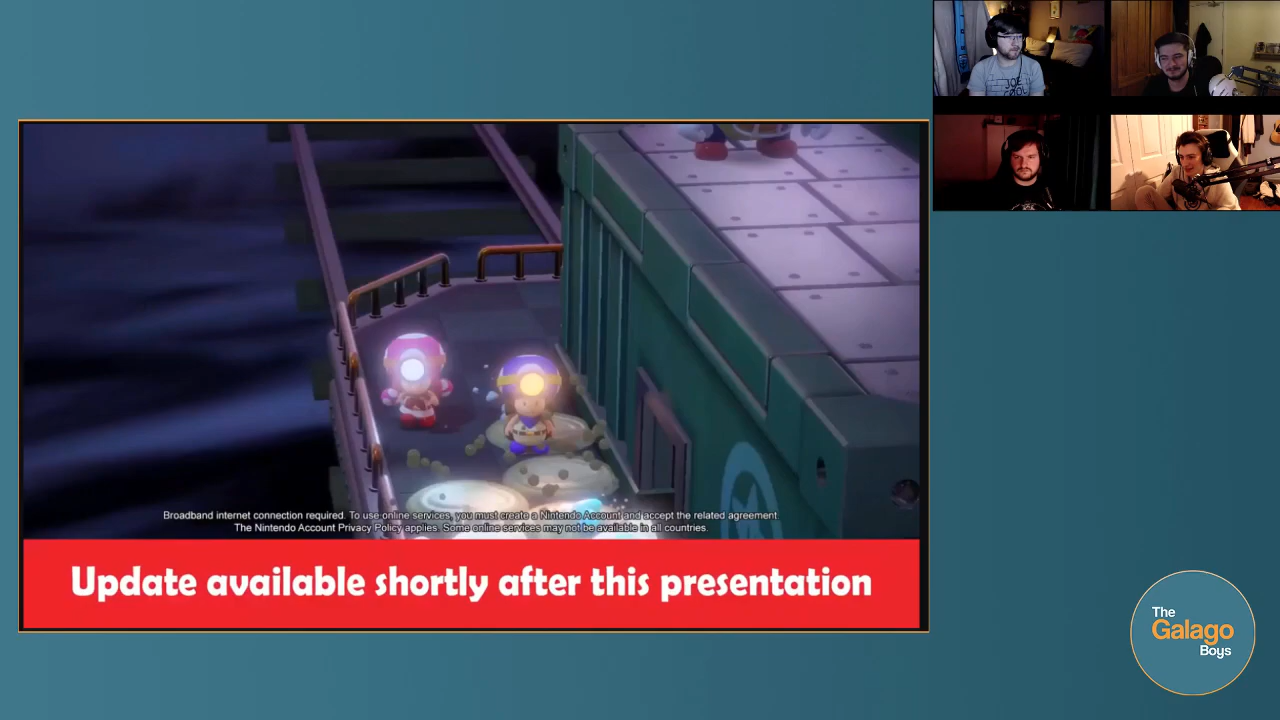 Broadband internet connection required. To use online services, you must create a Nintendo Account and accept the related agreement.
The Nintendo Account Privacy Policy applies. Some online services may not be available in all countries.
Update available shortly after this presentation
The
Galago
Boys
JOE
COOL